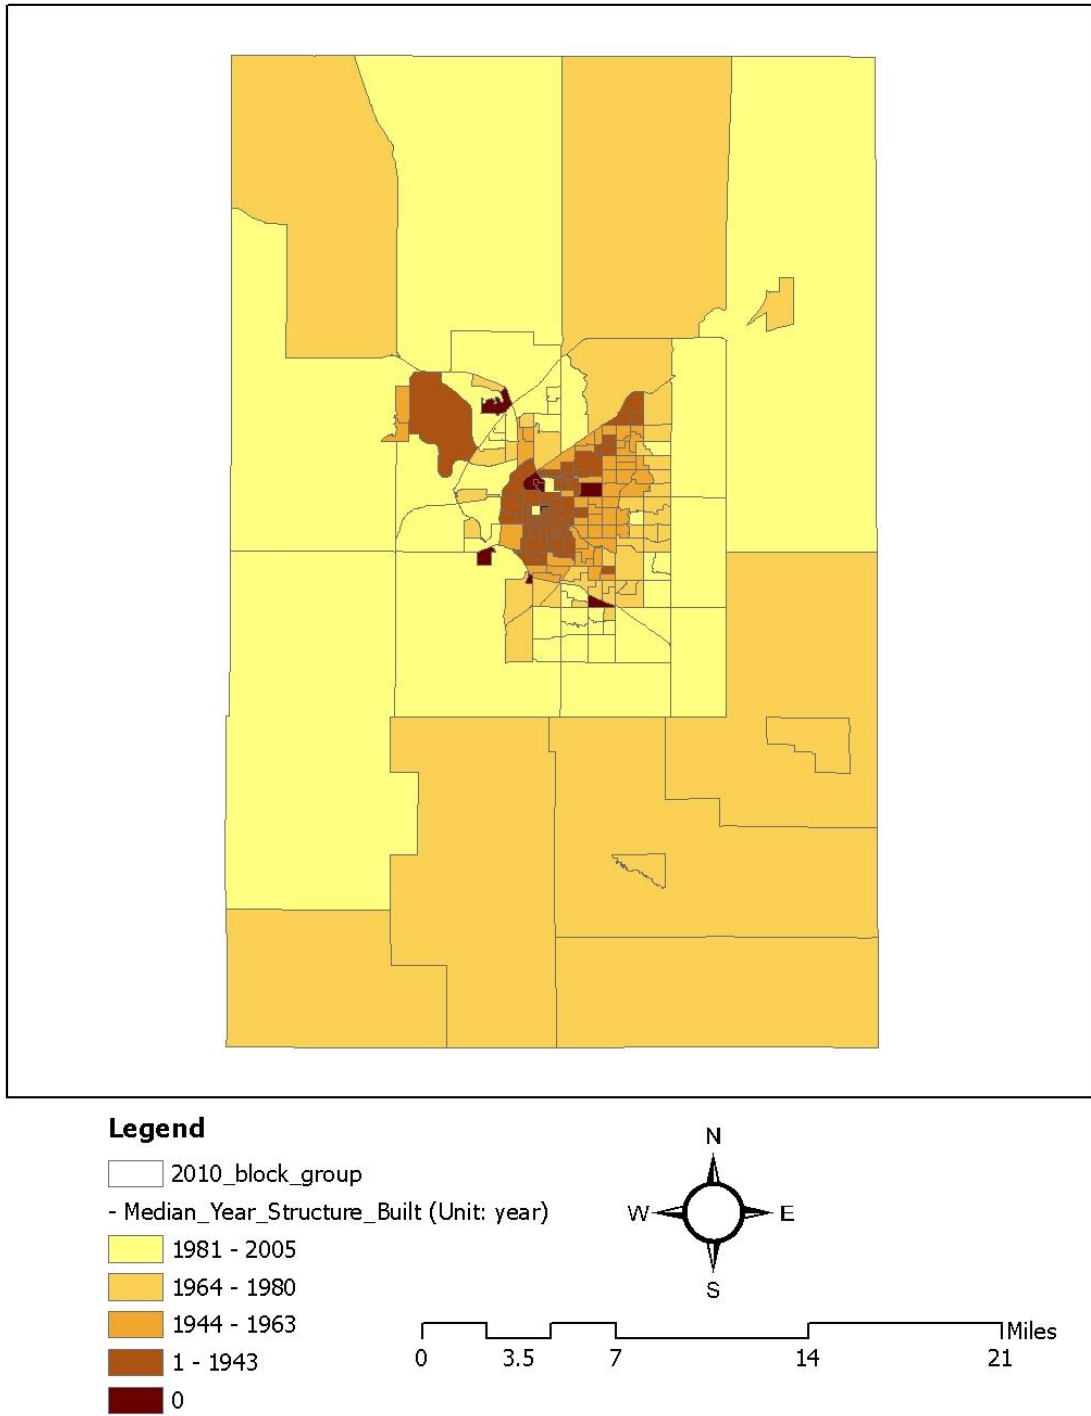 Legend
2010_block_group
- Median_Year_Structure_Built (Unit: year)
1981 - 2005
1964 - 1980
1944 - 1963
1 - 1943
0
N
W E
S
Miles
0 3.5 7 14 21